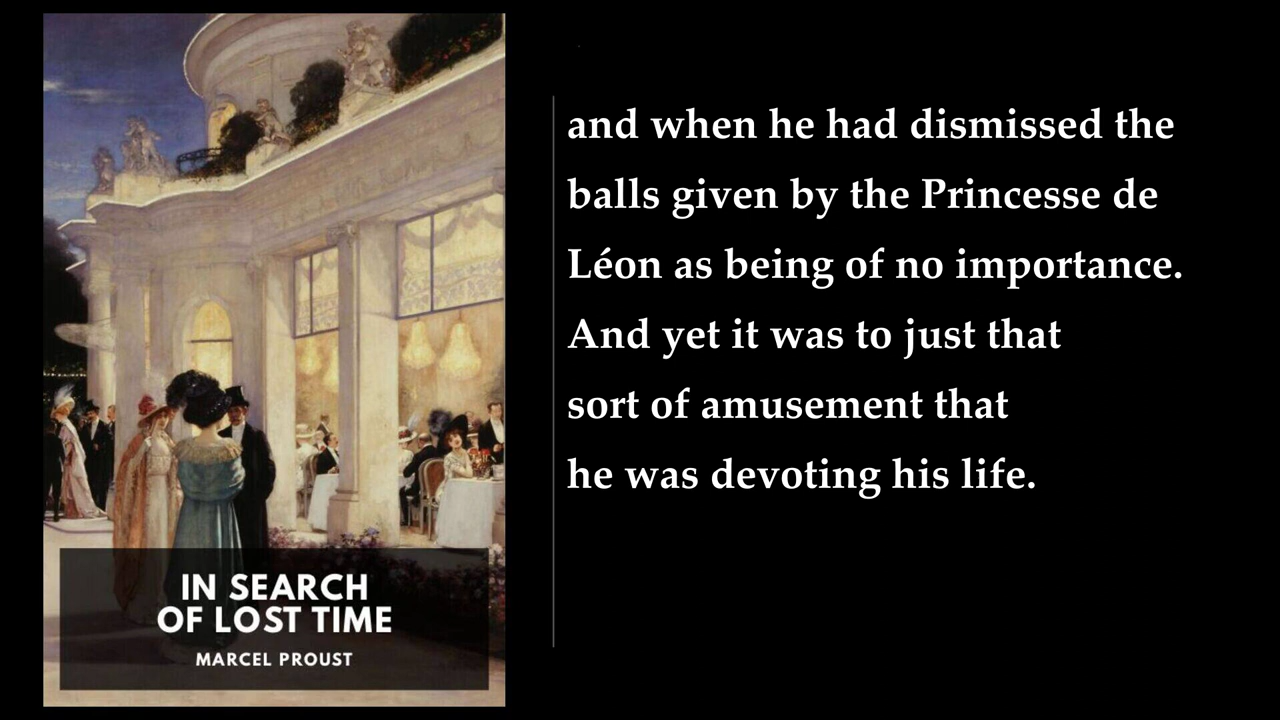 and when he had dismissed the
balls given by the Princesse de
Léon as being of no importance.
And yet it was to just that
sort of amusement that
he was devoting his life.
IN SEARCH
OF LOST TIME
MARCEL PROUST